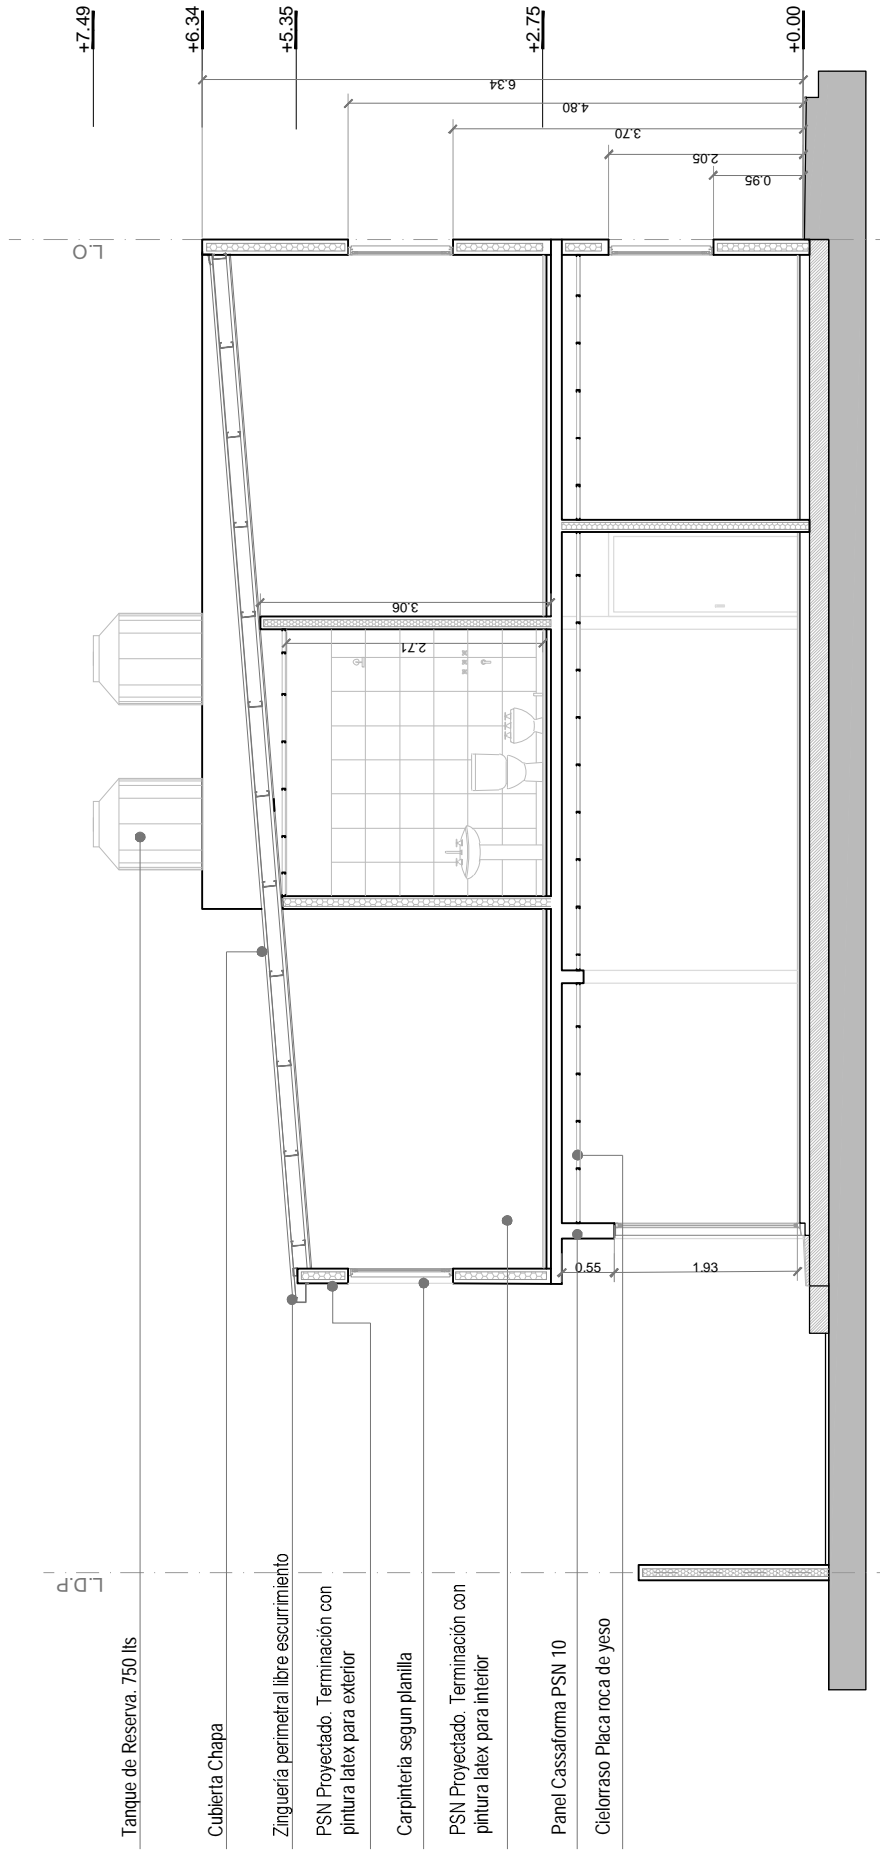 +7.49
+6.34
+5.35
+2.75
+0.00
6.34
4.80
3.70
2.05
0.95
L.O
3.06
2.71
0.55
1.93
L.D.P
Tanque de Reserva. 750 lts
Cubierta Chapa
Zinguería perimetral libre escurrimiento
PSN Proyectado. Terminación con
pintura latex para exterior
Carpinteria segun planilla
PSN Proyectado. Terminación con
pintura latex para interior
Panel Cassaforma PSN 10
Cielorraso Placa roca de yeso